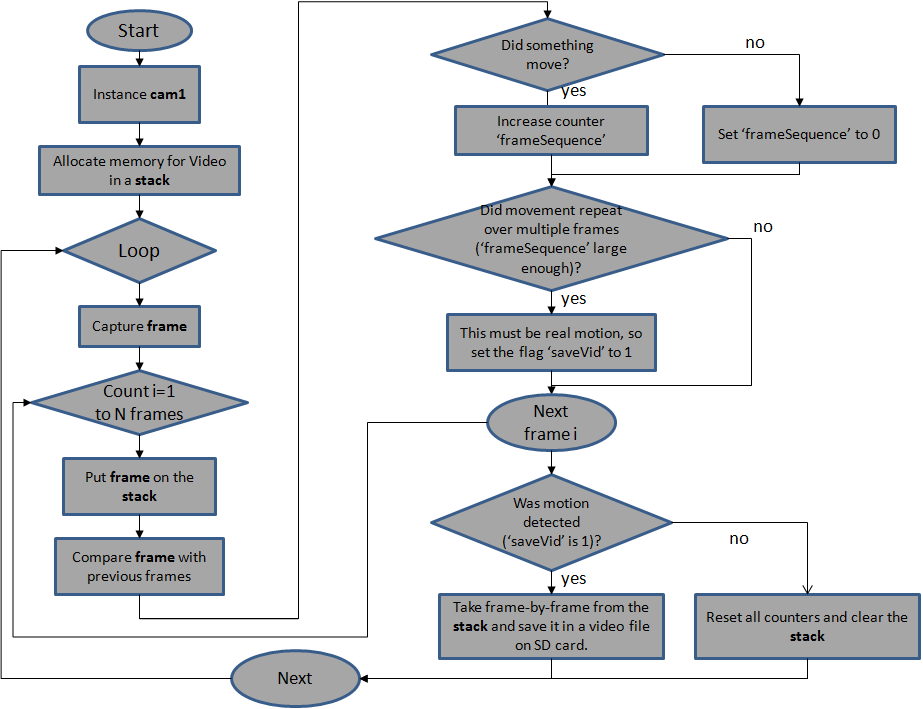 Start
Instance cam1
Allocate memory for Video
in a stack
Loop
Capture frame
Count i=1
to N frames
Put frame on the
stack
Compare frame with
previous frames
Did something
move?
no
yes
Increase counter
‘frameSequence’
Set ‘frameSequence’ to 0
Did movement repeat
over multiple frames
(‘frameSequence’ large
enough)?
no
yes
This must be real motion, so
set the flag ‘saveVid’ to 1
Next
frame i
Was motion
detected
(‘saveVid’ is 1)?
no
yes
Take frame-by-frame from the
stack and save it in a video file
on SD card.
Reset all counters and clear the
stack
Next